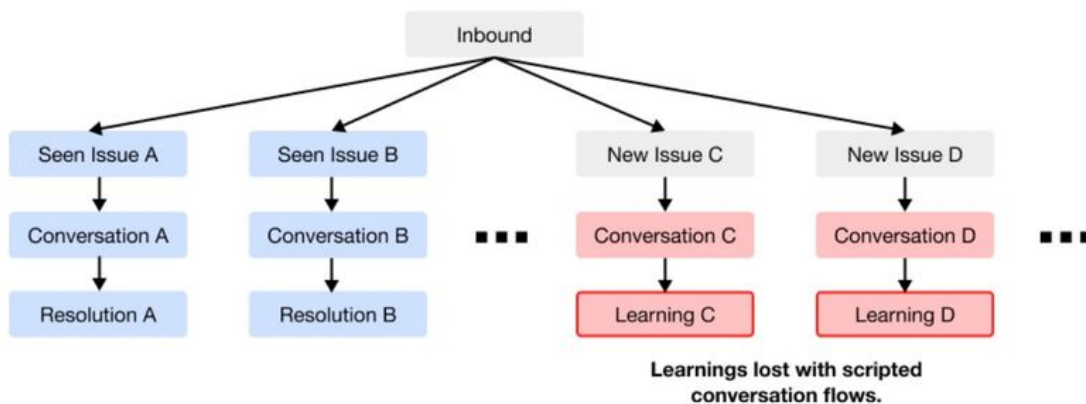 Inbound
Seen Issue A
Seen Issue B
New Issue C
New Issue D
Conversation A
Conversation B
Conversation C
Conversation D
Resolution A
Resolution B
Learning C
Learning D
Learnings lost with scripted
conversation flows.